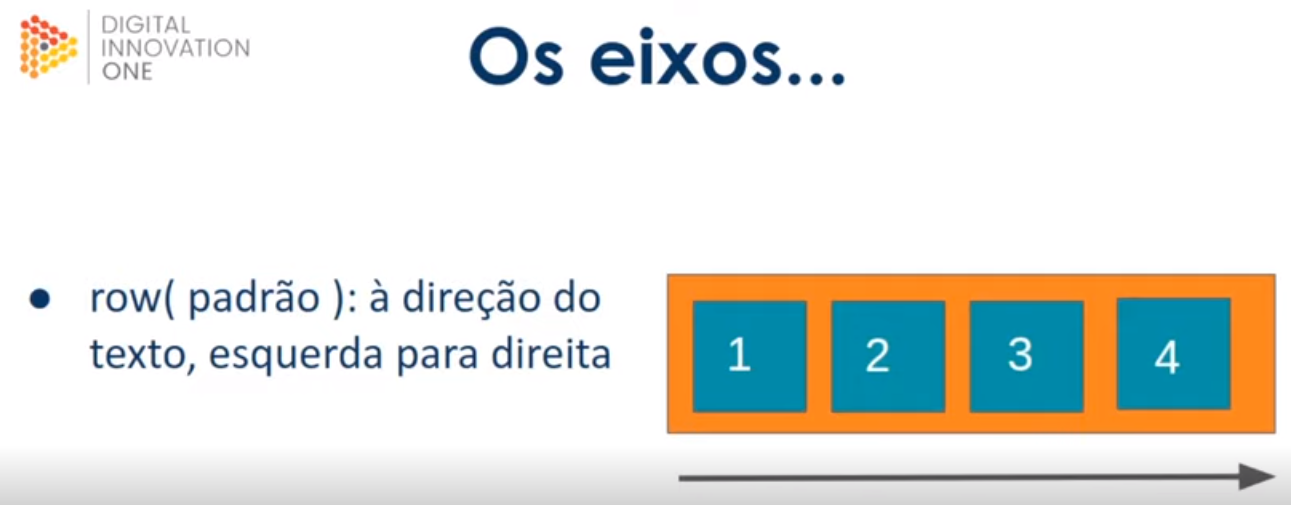 DIGITAL
INNOVATION
ONE
Os eixos...
● row( padrão ): à direção do
texto, esquerda para direita
1 2 3 4